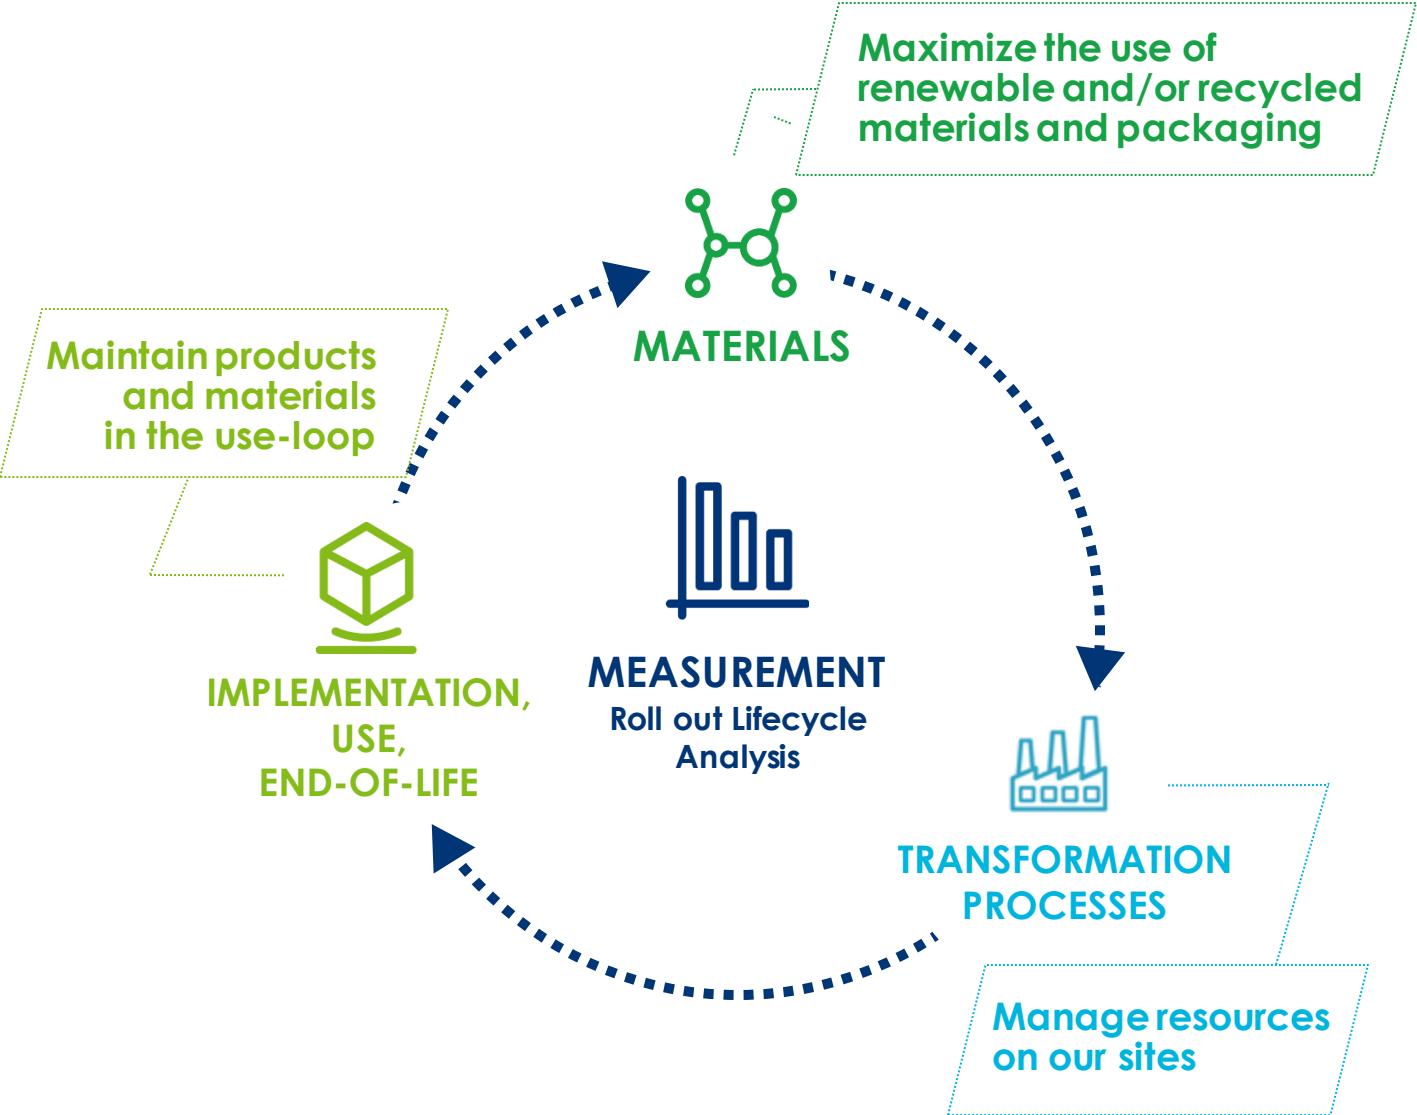 Maximize the use of
renewable and/or recycled
materials and packaging
MATERIALS
Maintain products
and materials
in the use-loop
IMPLEMENTATION,
USE,
END-OF-LIFE
MEASUREMENT
Roll out Lifecycle
Analysis
TRANSFORMATION
PROCESSES
Manage resources
on our sites